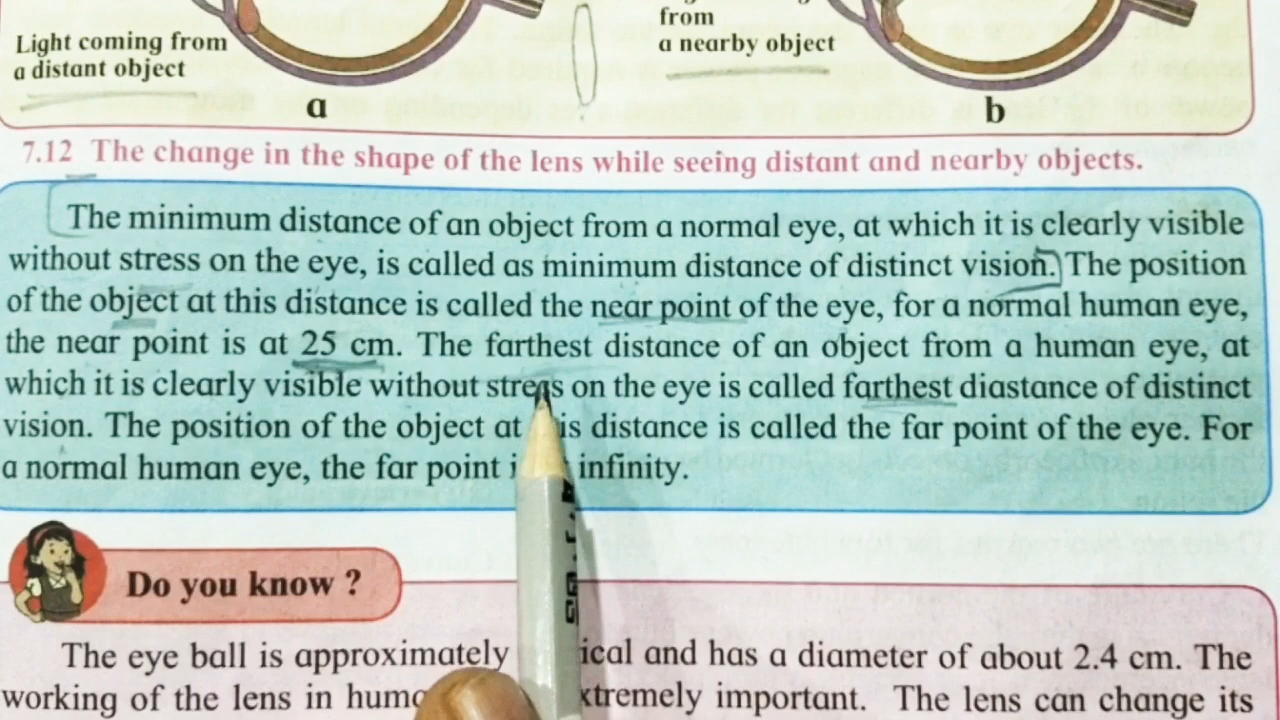 Light coming from
a distant object
from
a nearby object
a
b
7.12 The change in the shape of the lens while seeing distant and nearby objects.
The minimum distance of an object from a normal eye, at which it is clearly visible
without stress on the eye, is called as minimum distance of distinct vision. The position
of the object at this distance is called the near point of the eye, for a normal human eye,
the near point is at 25 cm. The farthest distance of an object from a human eye, at
which it is clearly visible without stress on the eye is called farthest diastance of distinct
vision. The position of the object at is distance is called the far point of the eye. For
a normal human eye, the far point i infinity.
Do you know ?
The eye ball is approximately ical and has a diameter of about 2.4 cm. The
working of the lens in huma xtremely important. The lens can change its